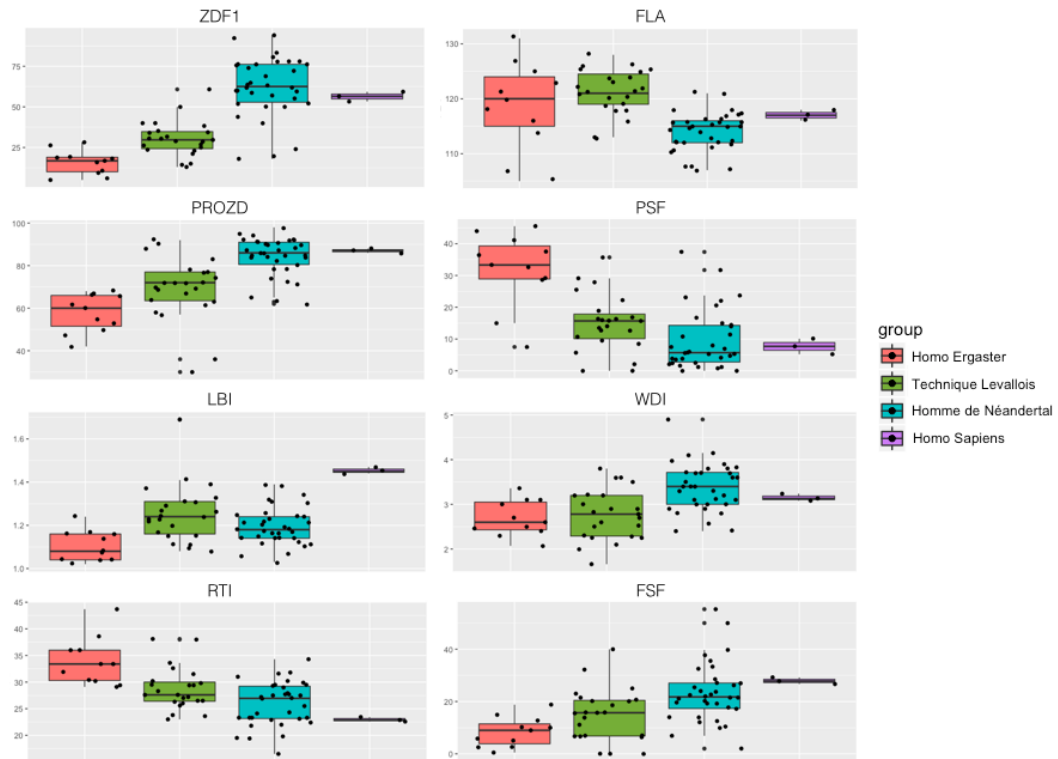 ZDF1
75
50
25
FLA
130
120
110
PROZD
100
80
60
40
PSF
40
30
20
10
0
LBI
1.6
1.4
1.2
1.0
WDI
5
4
3
2
RTI
45
40
35
30
25
20
FSF
40
20
0
group
Homo Ergaster
Technique Levallois
Homme de Néandertal
Homo Sapiens